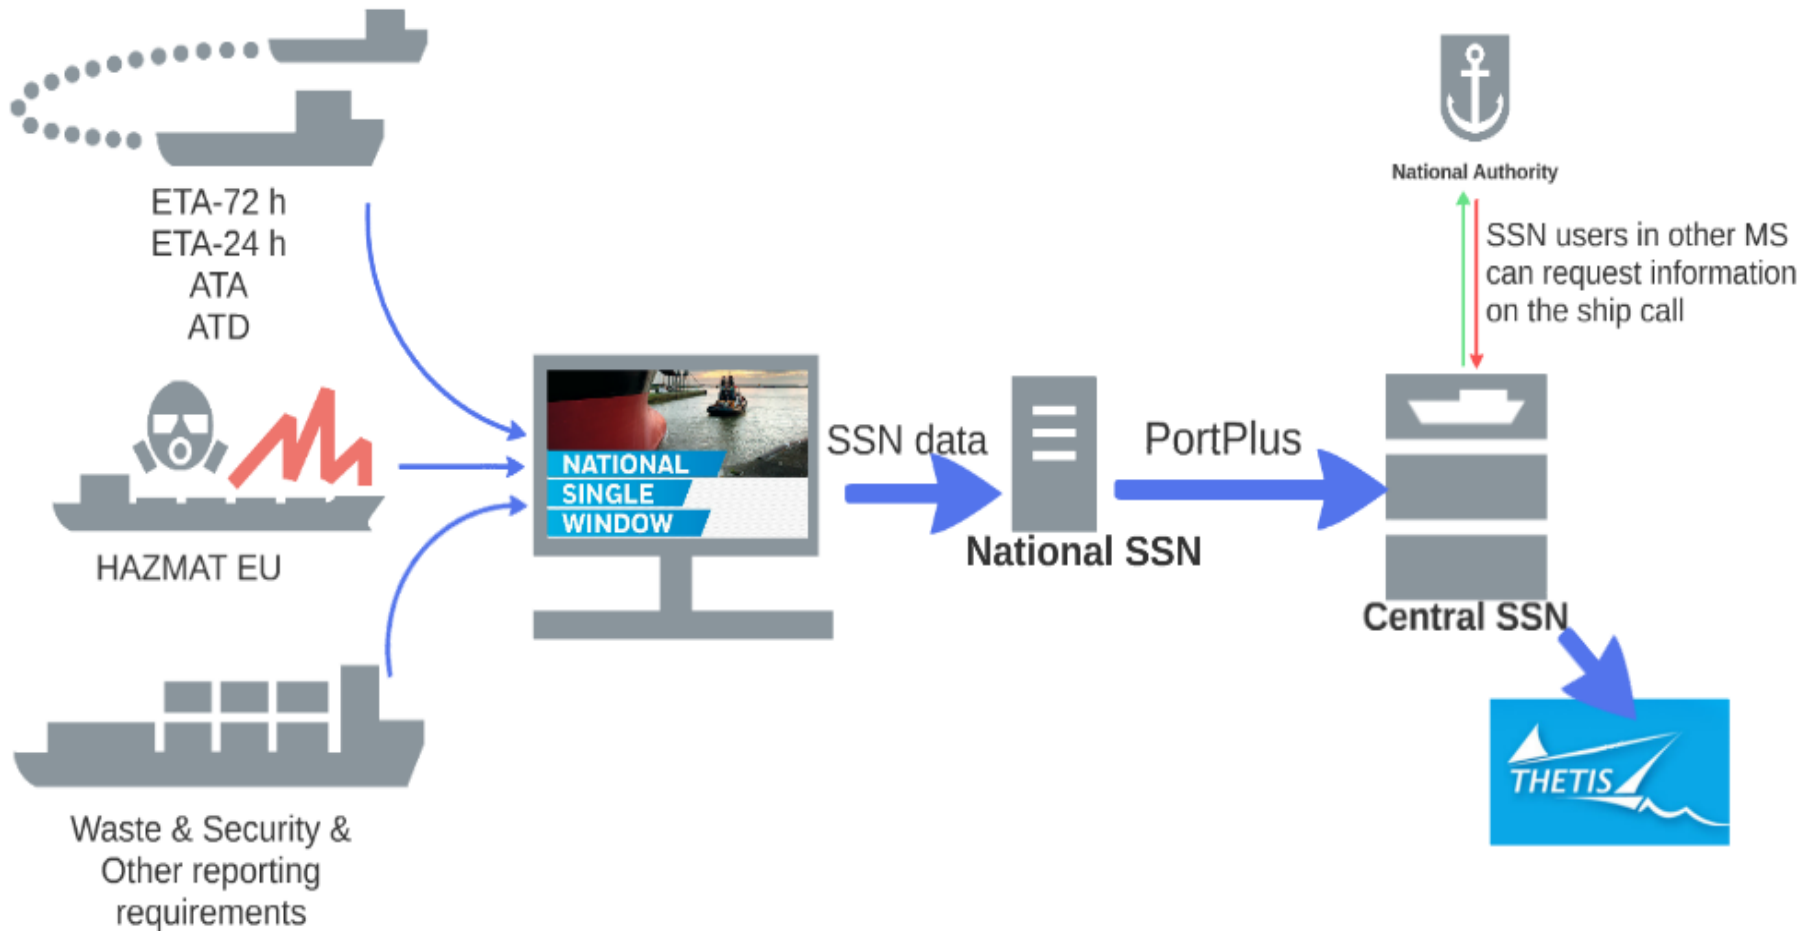 ETA-72 h
ETA-24 h
ATA
ATD
HAZMAT EU
Waste & Security &
Other reporting
requirements
NATIONAL
SINGLE
WINDOW
SSN data
National SSN
PortPlus
National Authority
SSN users in other MS
can request information
on the ship call
Central SSN
THETIS